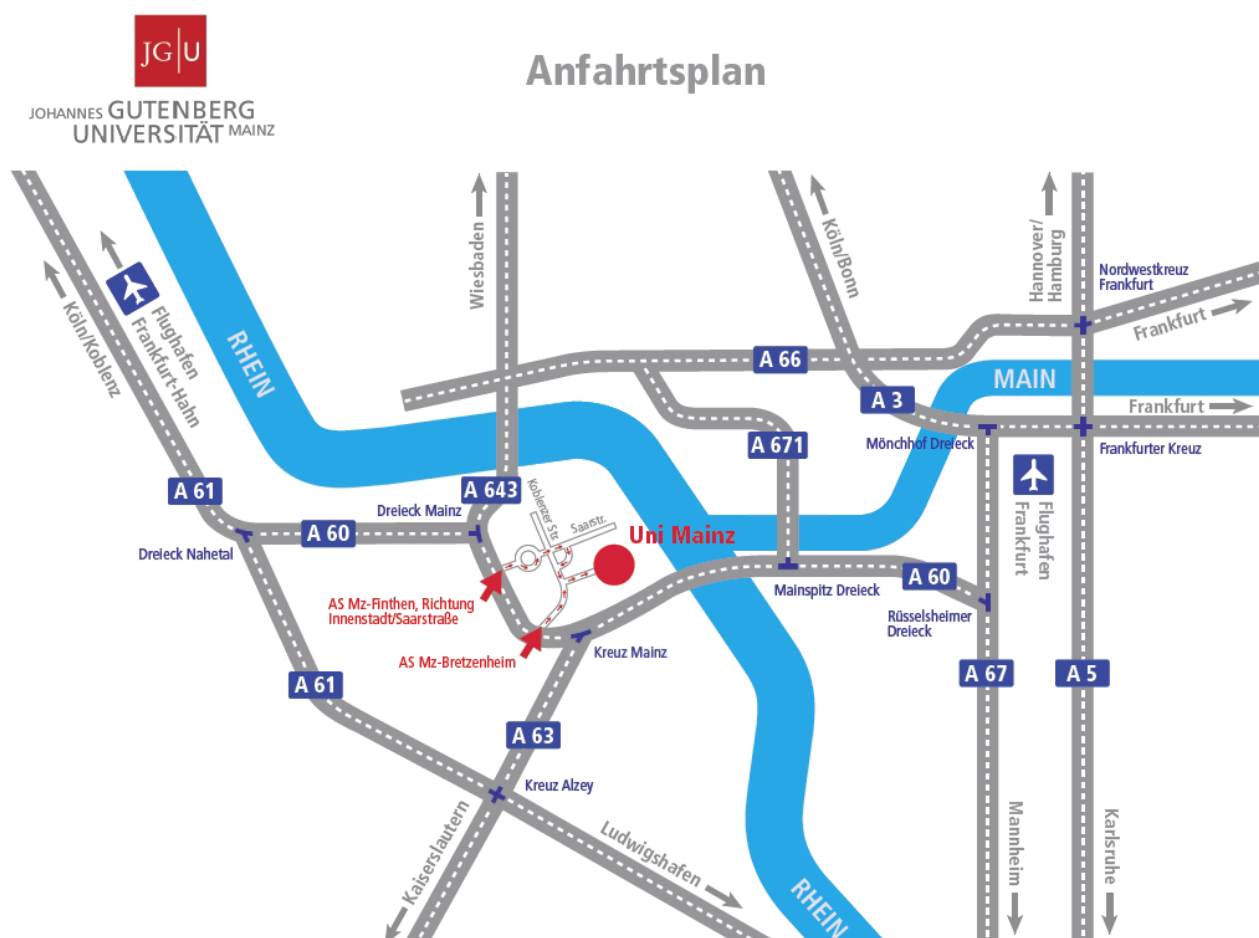 JG|U
JOHANNES GUTENBERG
UNIVERSITÄT MAINZ
Anfahrtsplan
Wiesbaden
Köln/Bonn
Hannover/
Hamburg
Nordwestkreuz
Frankfurt
Frankfurt
Flughafen
Frankfurt-Hahn
Köln/Koblenz
RHEIN
A 66
MAIN
A 3
Frankfurt
Mönchhof Dreieck
Frankfurter Kreuz
A 671
A 61
A 643
Dreieck Mainz
Koblenzer Str.
Saarstr.
Flughafen
Frankfurt
A 60
Dreieck Nahetal
Uni Mainz
Mainspitz Dreieck
A 60
AS Mz-Finthen, Richtung
Innenstadt/Saarstraße
Rüsselsheimer
Dreieck
AS Mz-Bretzenheim
Kreuz Mainz
A 61
A 67
A 5
A 63
Kreuz Alzey
Kaiserslautern
Ludwigshafen
Mannheim
Karlsruhe
RHEIN